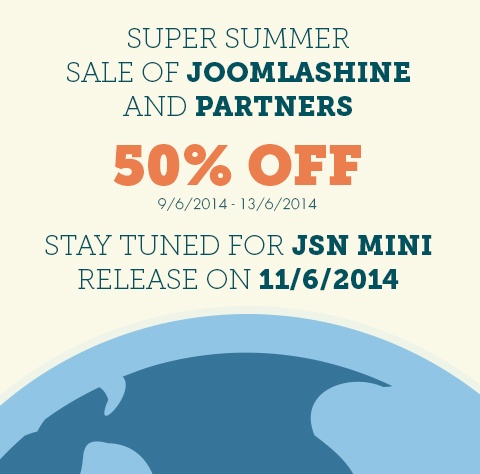 SUPER SUMMER
SALE OF JOOMLASHINE
AND PARTNERS
50% OFF
9/6/2014 - 13/6/2014
STAY TUNED FOR JSN MINI
RELEASE ON 11/6/2014